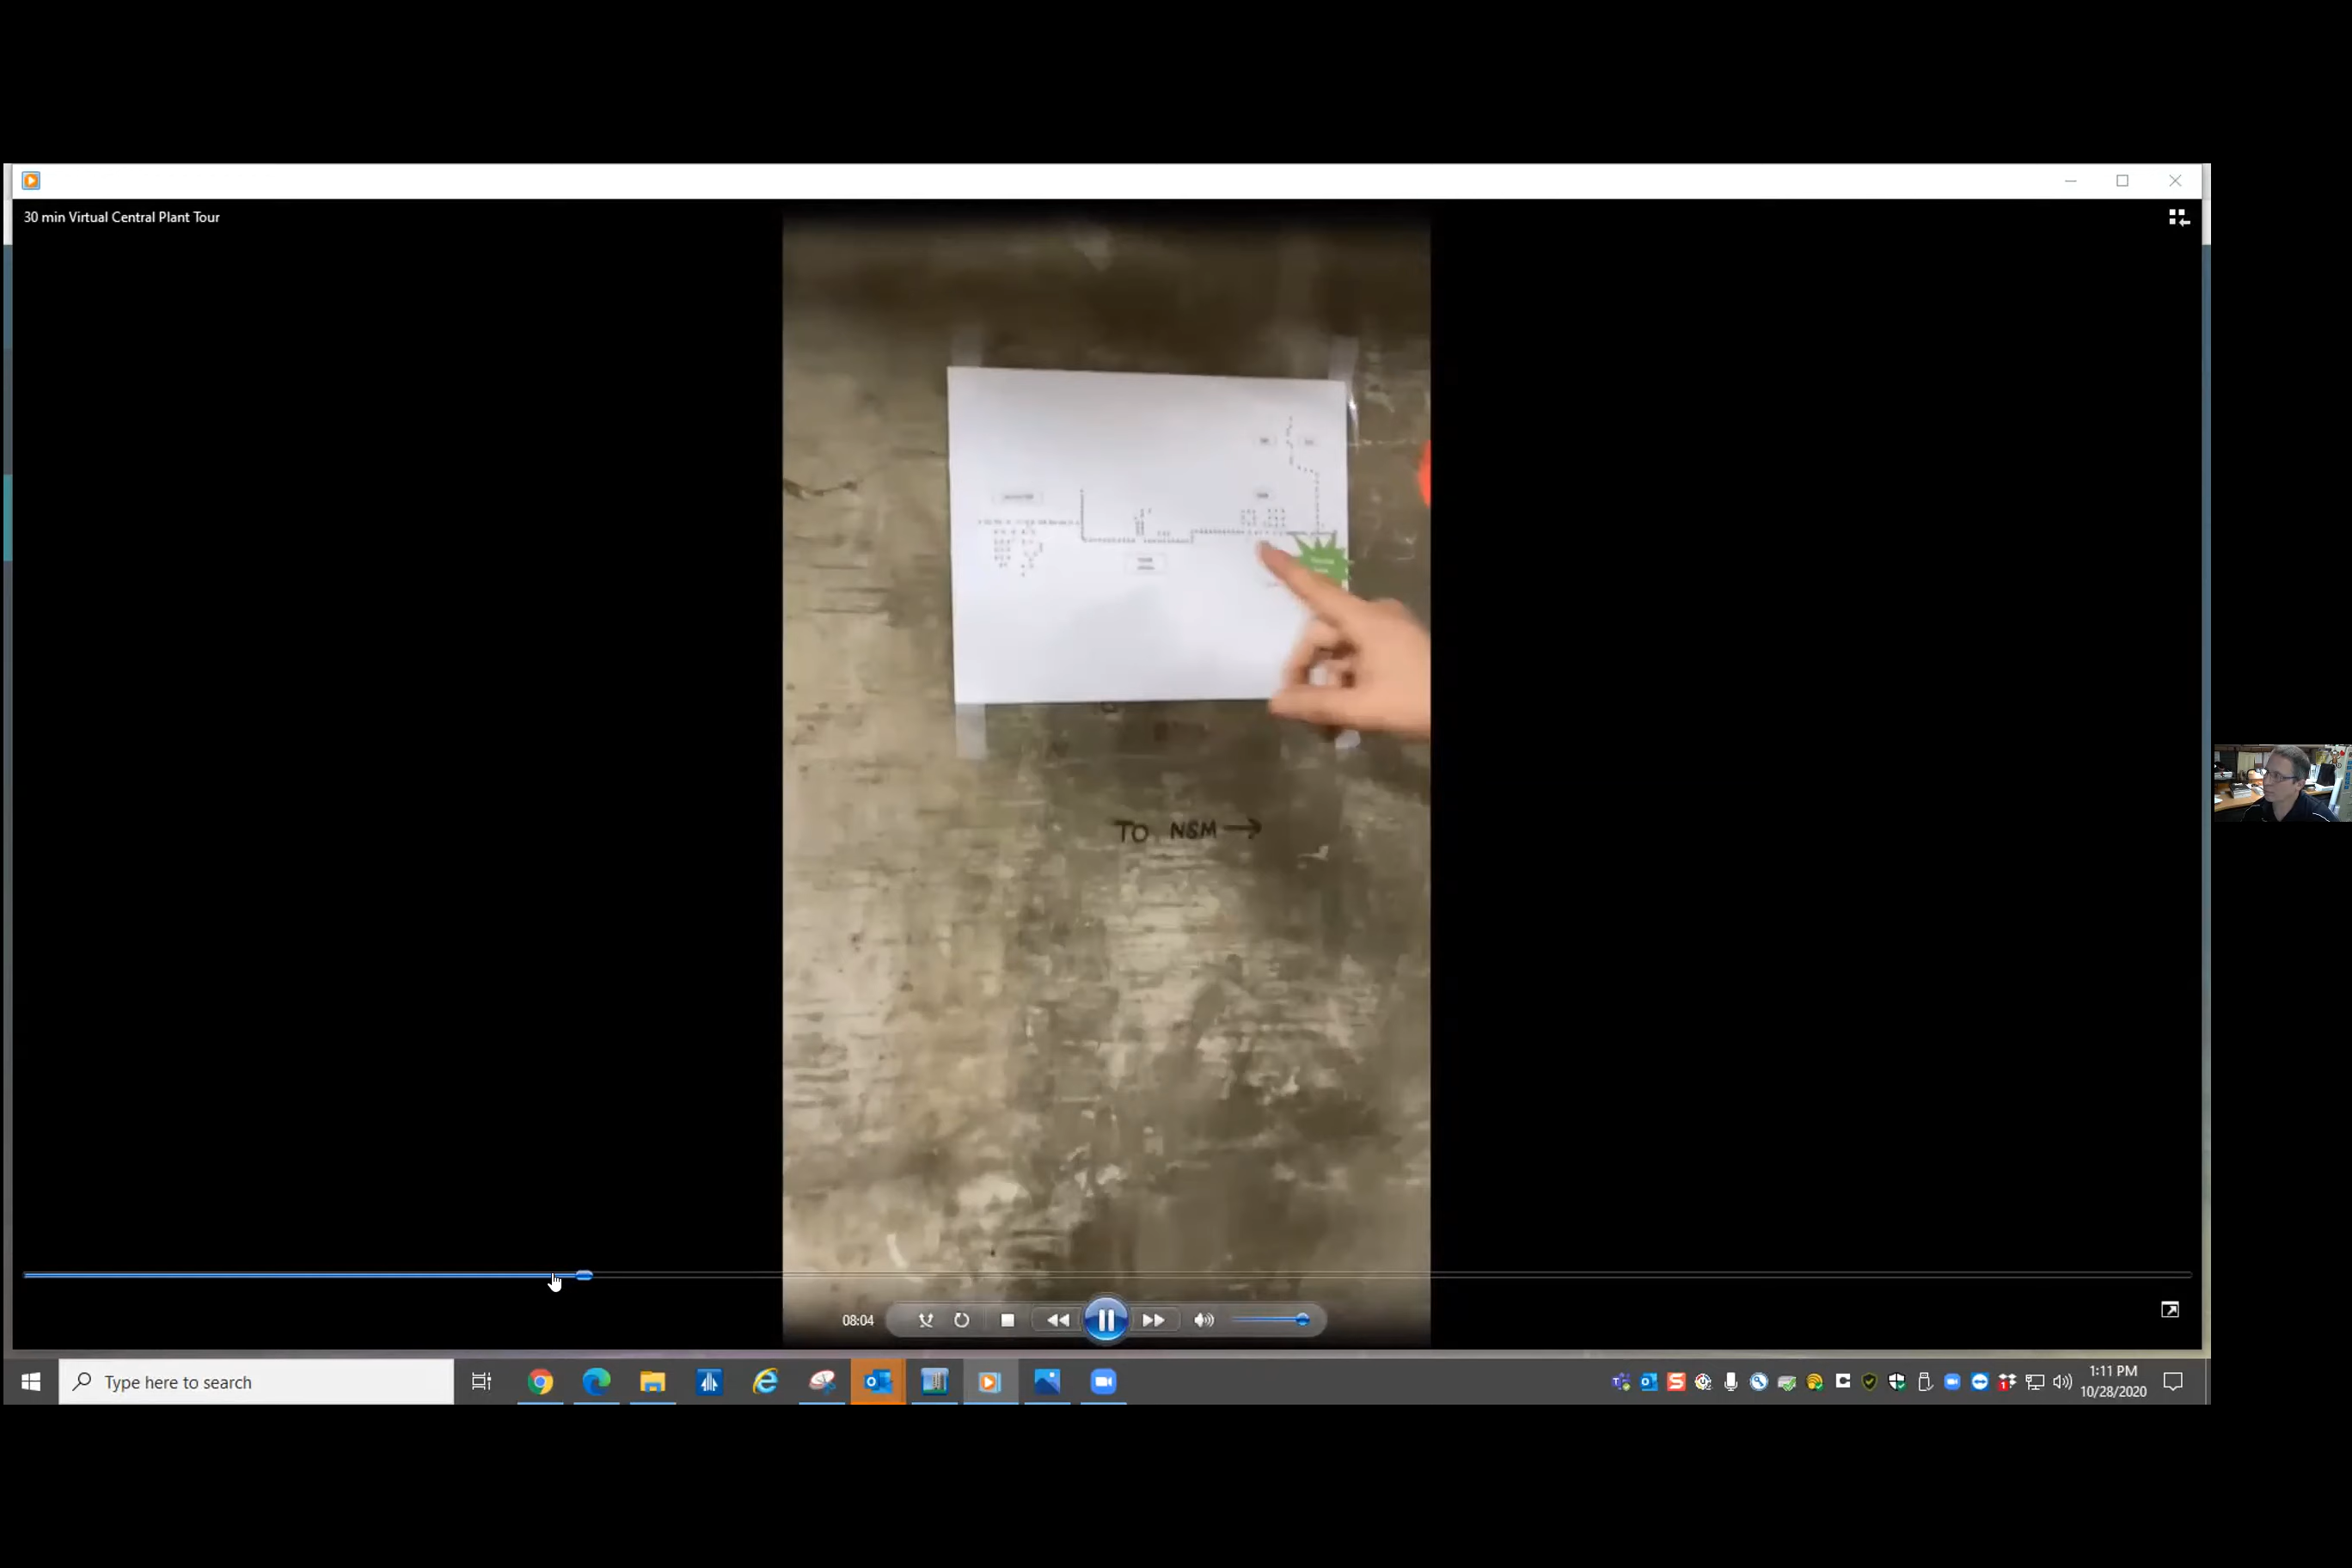 30 min Virtual Central Plant Tour
TO NSM →
08:04
Type here to search
1:11 PM
10/28/2020